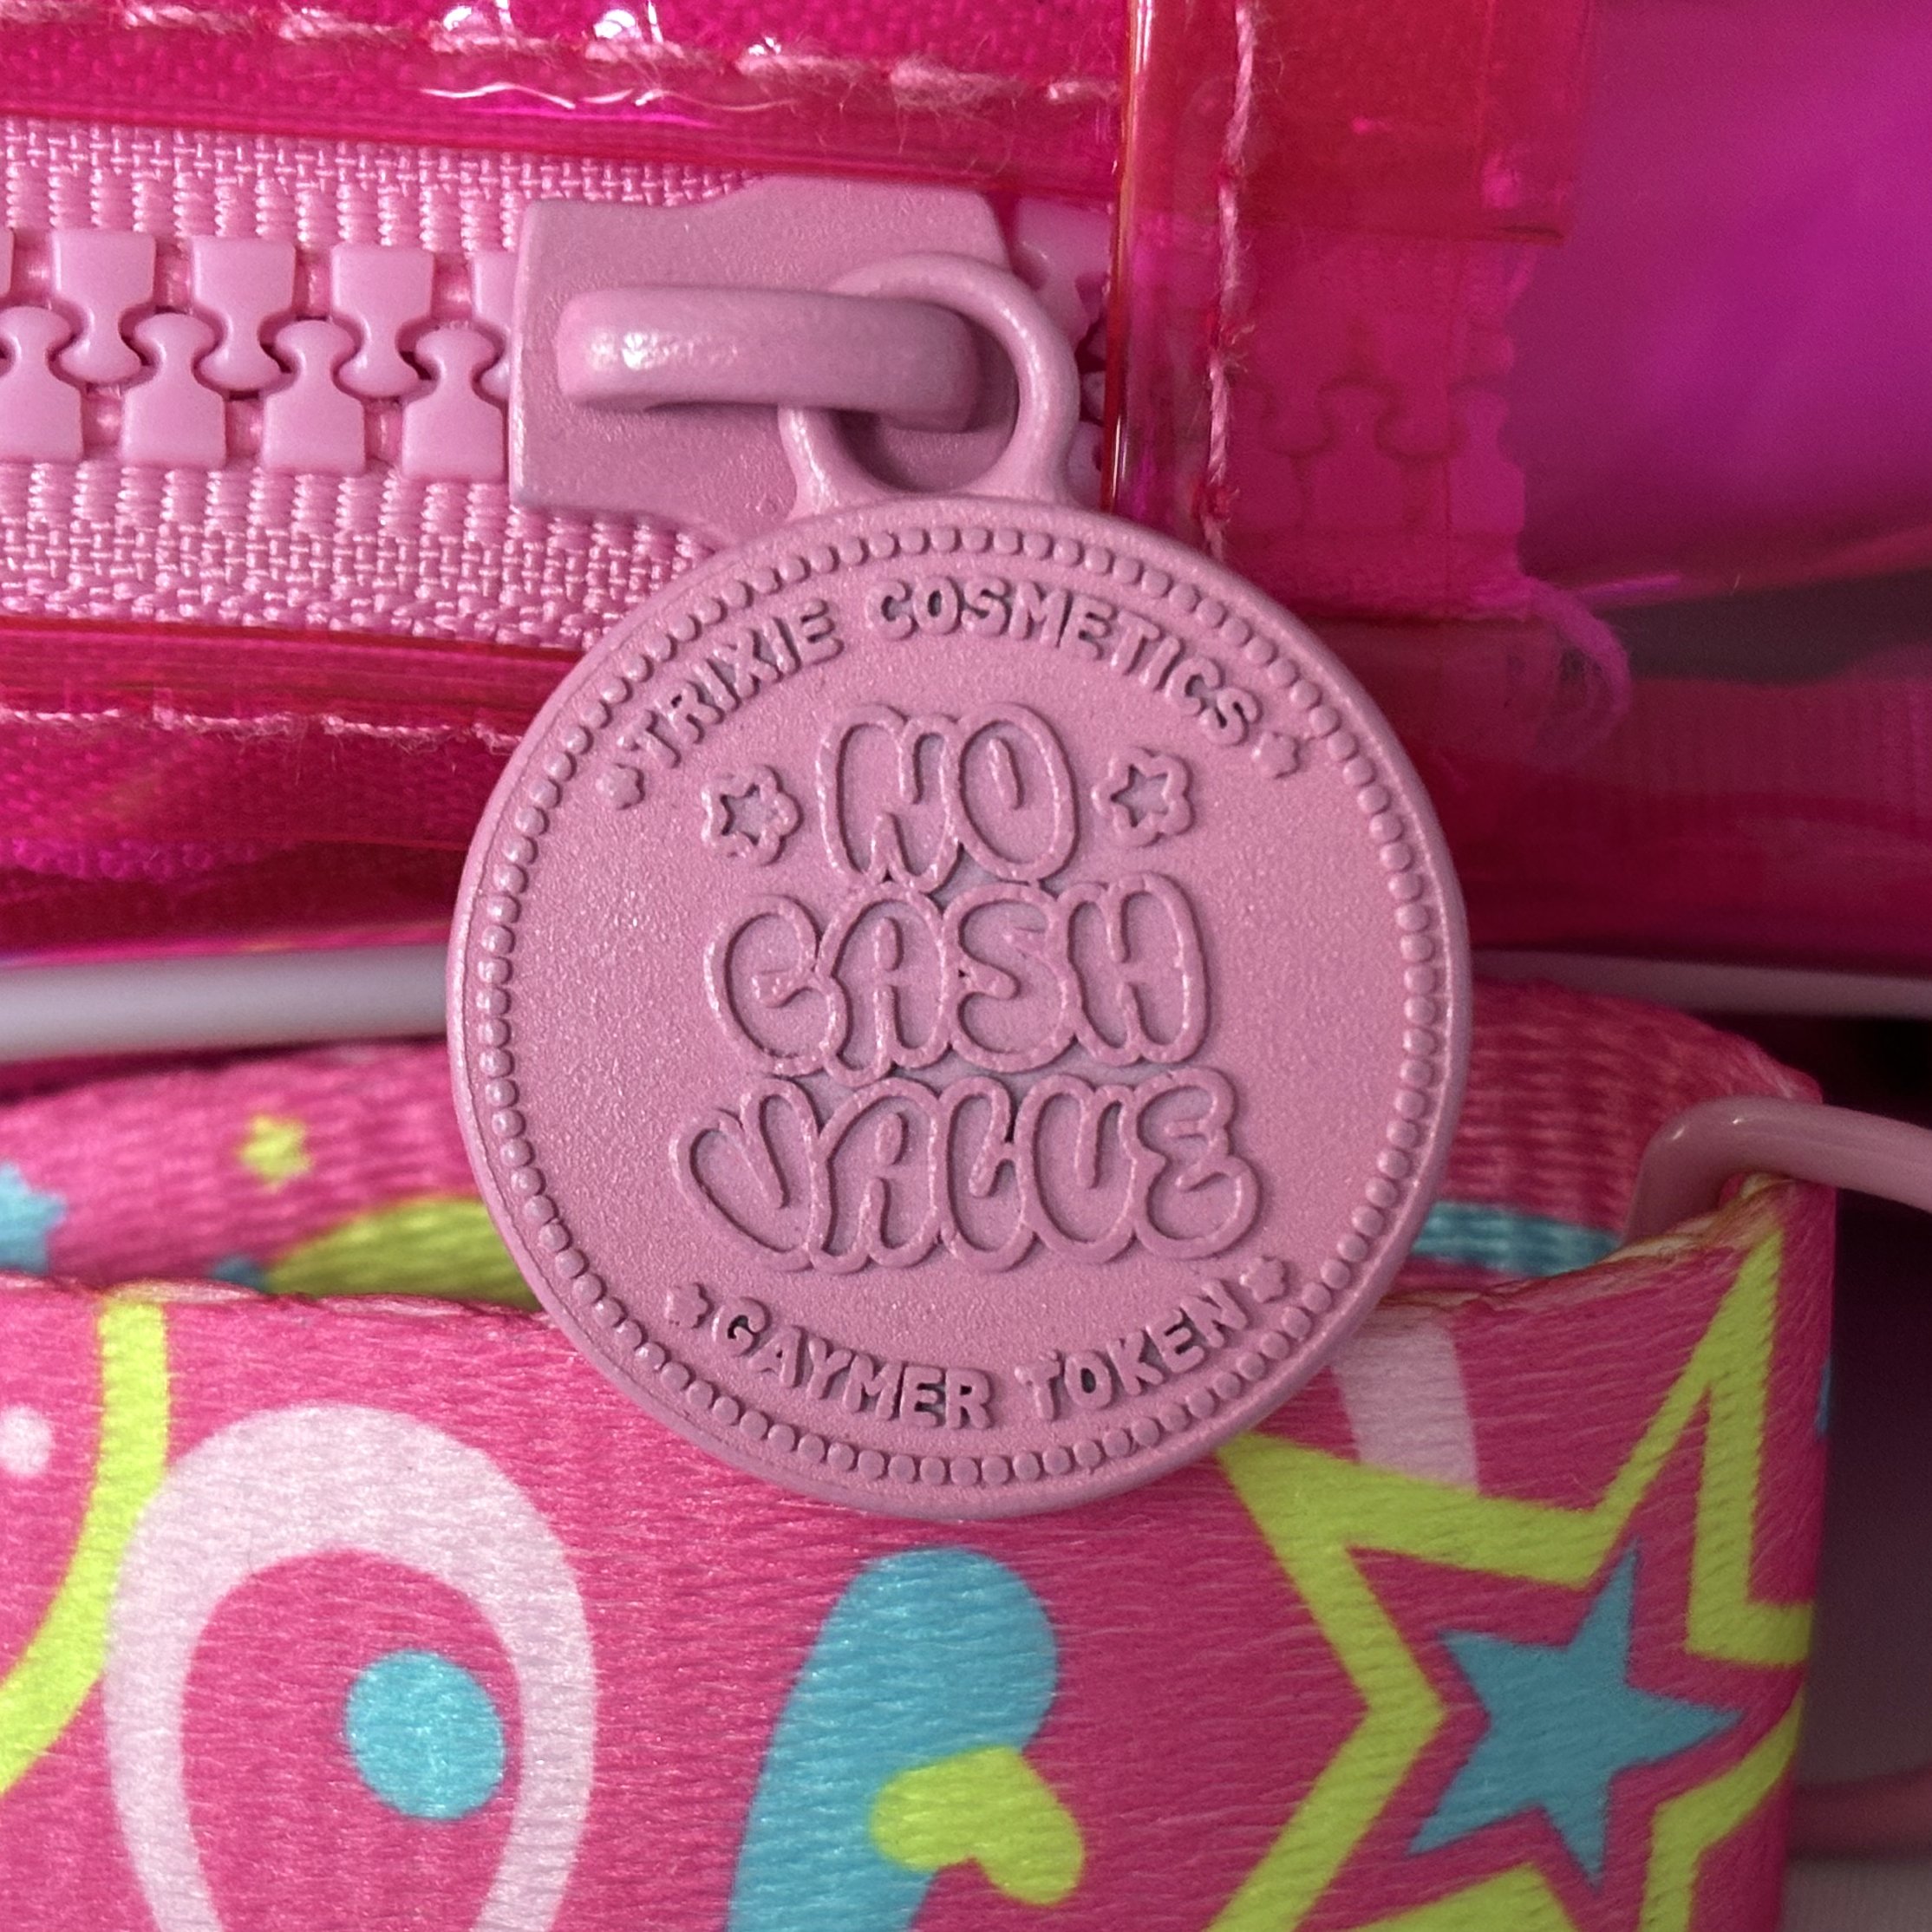 TRIXIE COSMETICS
NO
CASH
VALUE
GAYMER TOKEN